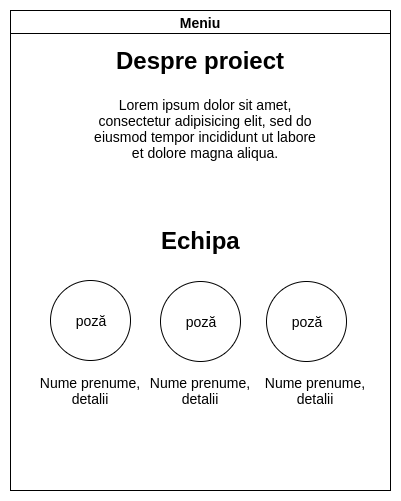 Meniu
Despre proiect
Lorem ipsum dolor sit amet,
consectetur adipisicing elit, sed do
eiusmod tempor incididunt ut labore
et dolore magna aliqua.
Echipa
poză poză poză
Nume prenume, Nume prenume, Nume prenume,
detalii detalii detalii